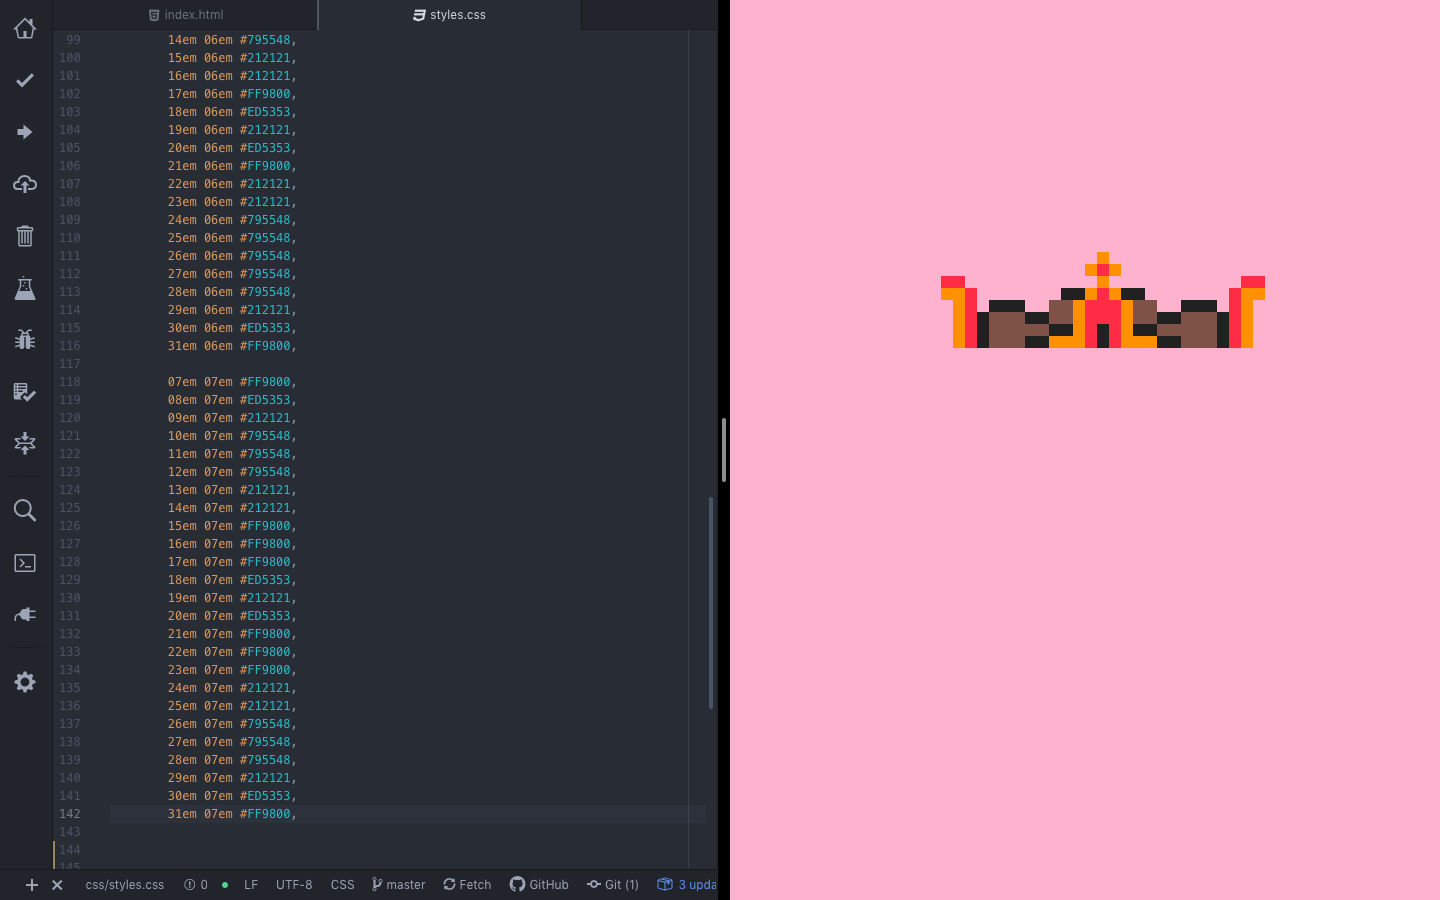 index.html
styles.css
99 14em 06em #795548,
100 15em 06em #212121,
101 16em 06em #212121,
102 17em 06em #FF9800,
103 18em 06em #ED5353,
104 19em 06em #212121,
105 20em 06em #ED5353,
106 21em 06em #FF9800,
107 22em 06em #212121,
108 23em 06em #212121,
109 24em 06em #795548,
110 25em 06em #795548,
111 26em 06em #795548,
112 27em 06em #795548,
113 28em 06em #795548,
114 29em 06em #212121,
115 30em 06em #ED5353,
116 31em 06em #FF9800,
117
118 07em 07em #FF9800,
119 08em 07em #ED5353,
120 09em 07em #212121,
121 10em 07em #795548,
122 11em 07em #795548,
123 12em 07em #795548,
124 13em 07em #212121,
125 14em 07em #212121,
126 15em 07em #FF9800,
127 16em 07em #FF9800,
128 17em 07em #FF9800,
129 18em 07em #ED5353,
130 19em 07em #212121,
131 20em 07em #ED5353,
132 21em 07em #FF9800,
133 22em 07em #FF9800,
134 23em 07em #FF9800,
135 24em 07em #212121,
136 25em 07em #212121,
137 26em 07em #795548,
138 27em 07em #795548,
139 28em 07em #795548,
140 29em 07em #212121,
141 30em 07em #ED5353,
142 31em 07em #FF9800,
143
144
145
css/styles.css 0 LF UTF-8 CSS master Fetch GitHub Git (1) 3 upda